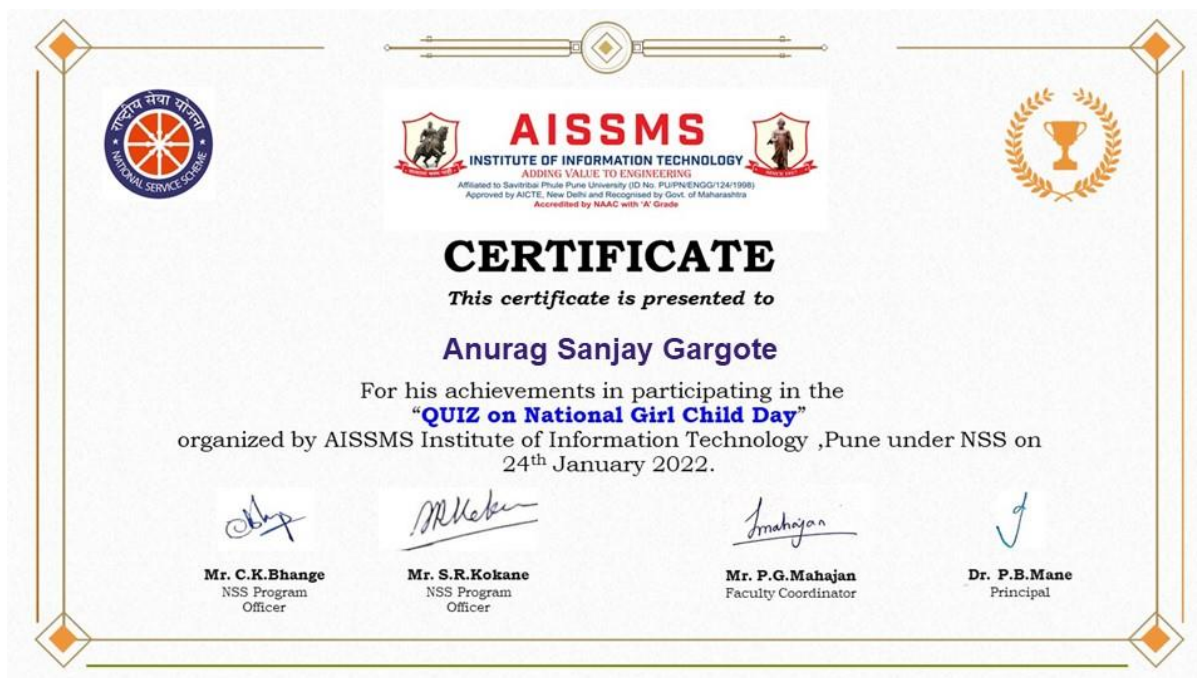 राष्ट्रीय सेवा योजना
NATIONAL SERVICE SCHEME
AISSMS
INSTITUTE OF INFORMATION TECHNOLOGY
ADDING VALUE TO ENGINEERING
Affiliated to Savitribai Phule Pune University (ID No. PU/PN/ENGG/124/1998)
Approved by AICTE, New Delhi and Recognised by Govt. of Maharashtra
Accredited by NAAC with ‘A’ Grade
SINCE 1917
CERTIFICATE
This certificate is presented to
Anurag Sanjay Gargote
For his achievements in participating in the
“QUIZ on National Girl Child Day”
organized by AISSMS Institute of Information Technology ,Pune under NSS on
24th January 2022.
Mahajan
Mr. C.K.Bhange
NSS Program
Officer
Mr. S.R.Kokane
NSS Program
Officer
Mr. P.G.Mahajan
Faculty Coordinator
Dr. P.B.Mane
Principal